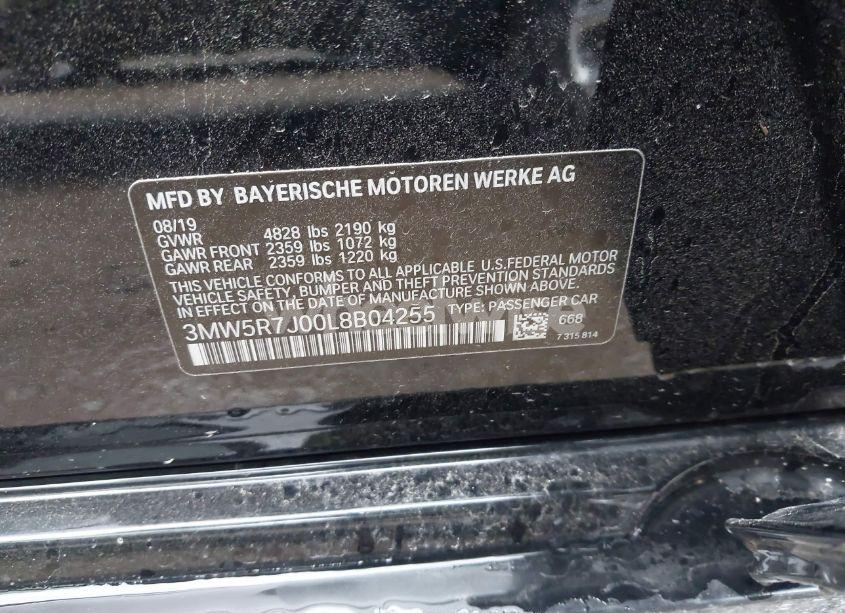 MFD BY BAYERISCHE MOTOREN WERKE AG
08/19
GVWR 4828 lbs 2190 kg
GAWR FRONT 2359 lbs 1072 kg
GAWR REAR 2359 lbs 1220 kg
THIS VEHICLE CONFORMS TO ALL APPLICABLE U.S.FEDERAL MOTOR
VEHICLE SAFETY, BUMPER AND THEFT PREVENTION STANDARDS
IN EFFECT ON THE DATE OF MANUFACTURE SHOWN ABOVE.
3MW5R7J00L8B04255 TYPE: PASSENGER CAR
668
7 315 814